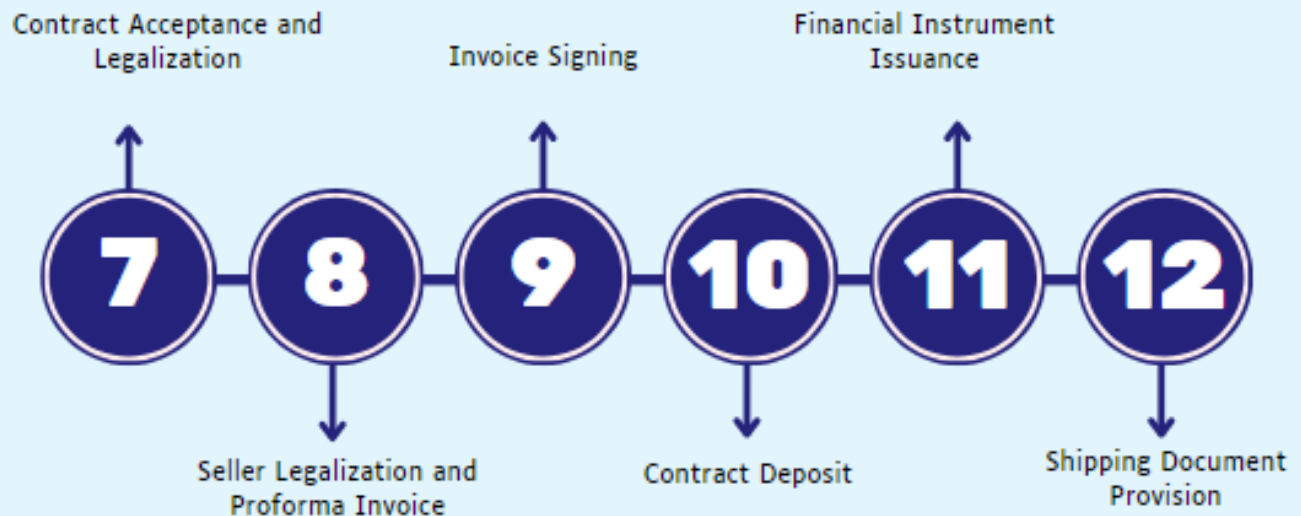 Contract Acceptance and
Legalization
Invoice Signing
Financial Instrument
Issuance
7
8
9
10
11
12
Seller Legalization and
Proforma Invoice
Contract Deposit
Shipping Document
Provision